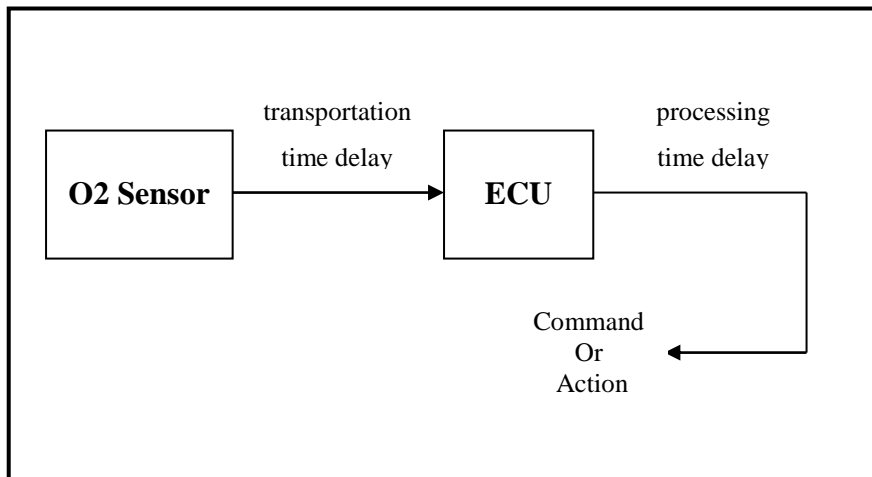 transportation
time delay
processing
time delay
O2 Sensor
ECU
Command
Or
Action